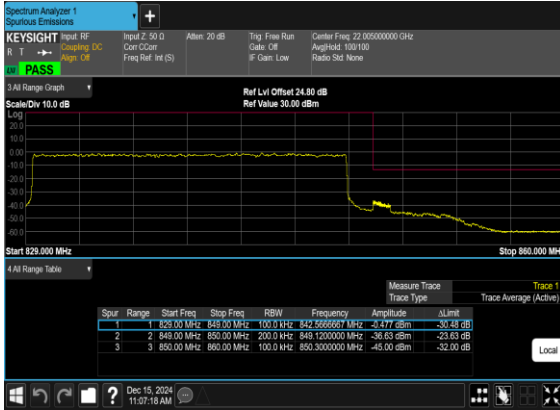 Spectrum Analyzer 1
Spurious Emissions
+
KEYSIGHT Input: RF Input Z: 50 Ω Atten: 20 dB Trig: Free Run Center Freq: 22.005000000 GHz
R T Coupling: DC Corr CCorr Gate: Off Avg|Hold: 100/100
Align: Off Freq Ref: Int (S) IF Gain: Low Radio Std: None
PASS
3 All Range Graph Ref Lvl Offset 24.80 dB
Scale/Div 10.0 dB Ref Value 30.00 dBm
Log
20.0
10.0
0.00
-10.0
-20.0
-30.0
-40.0
-50.0
-60.0
Start 829.000 MHz Stop 860.000 MH
4 All Range Table
Measure Trace Trace 1
Trace Type Trace Average (Active)
Spur Range Start Freq Stop Freq RBW Frequency Amplitude ΔLimit
1 1 829.00 MHz 849.00 MHz 100.0 kHz 842.5666667 MHz -0.477 dBm -30.48 dB
2 2 849.00 MHz 850.00 MHz 200.0 kHz 849.1200000 MHz -36.63 dBm -23.63 dB
3 3 850.00 MHz 860.00 MHz 100.0 kHz 850.3000000 MHz -45.00 dBm -32.00 dB
Local
? Dec 15, 2024
11:07:18 AM